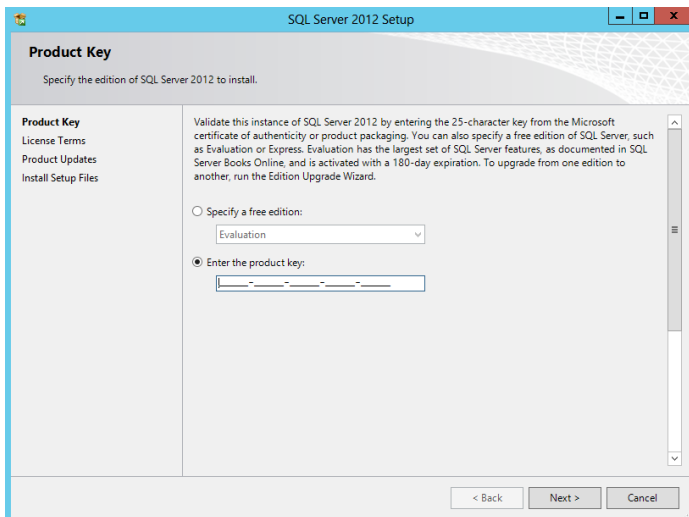 SQL Server 2012 Setup
Product Key
Specify the edition of SQL Server 2012 to install.
Product Key
License Terms
Product Updates
Install Setup Files
Validate this instance of SQL Server 2012 by entering the 25-character key from the Microsoft
certificate of authenticity or product packaging. You can also specify a free edition of SQL Server, such
as Evaluation or Express. Evaluation has the largest set of SQL Server features, as documented in SQL
Server Books Online, and is activated with a 180-day expiration. To upgrade from one edition to
another, run the Edition Upgrade Wizard.
Specify a free edition:
Evaluation
Enter the product key:
_____-_____-_____-_____-_____
< Back Next > Cancel